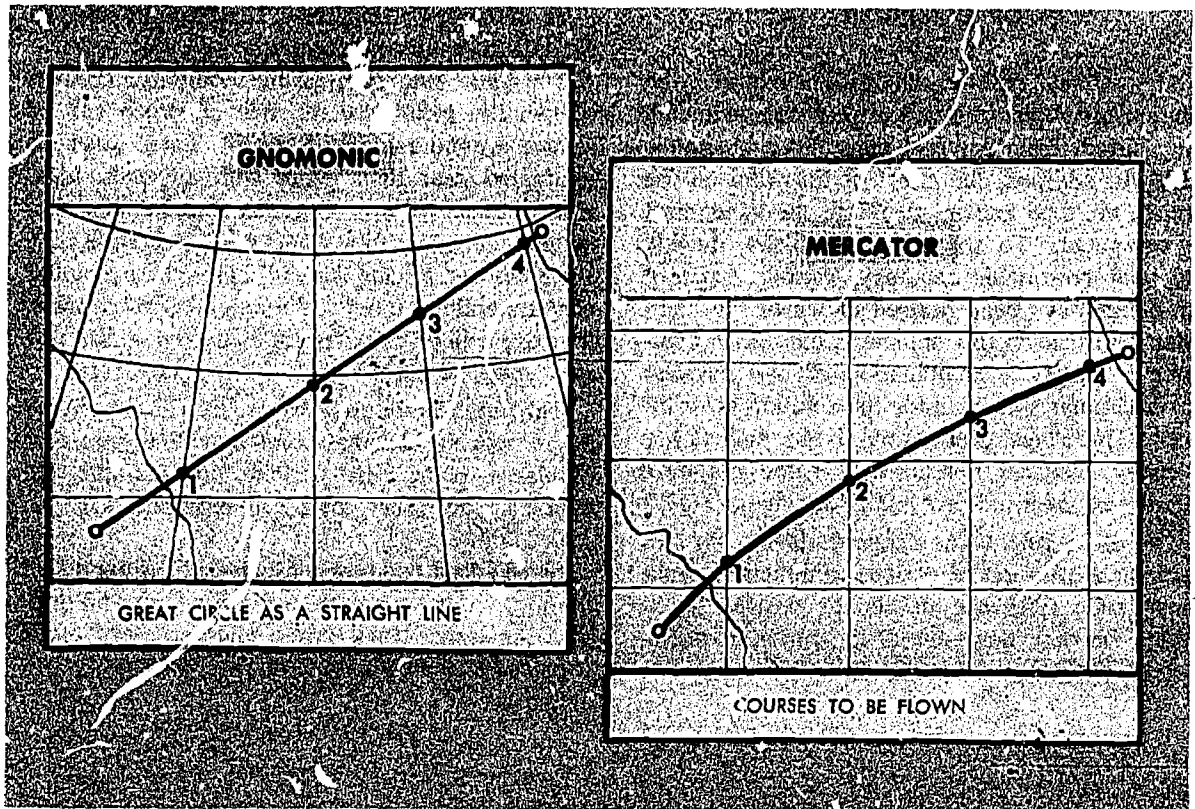 GNOMONIC
4
3
2
1
GREAT CIRCLE AS A STRAIGHT LINE
MERCATOR
4
3
2
1
COURSES TO BE FLOWN